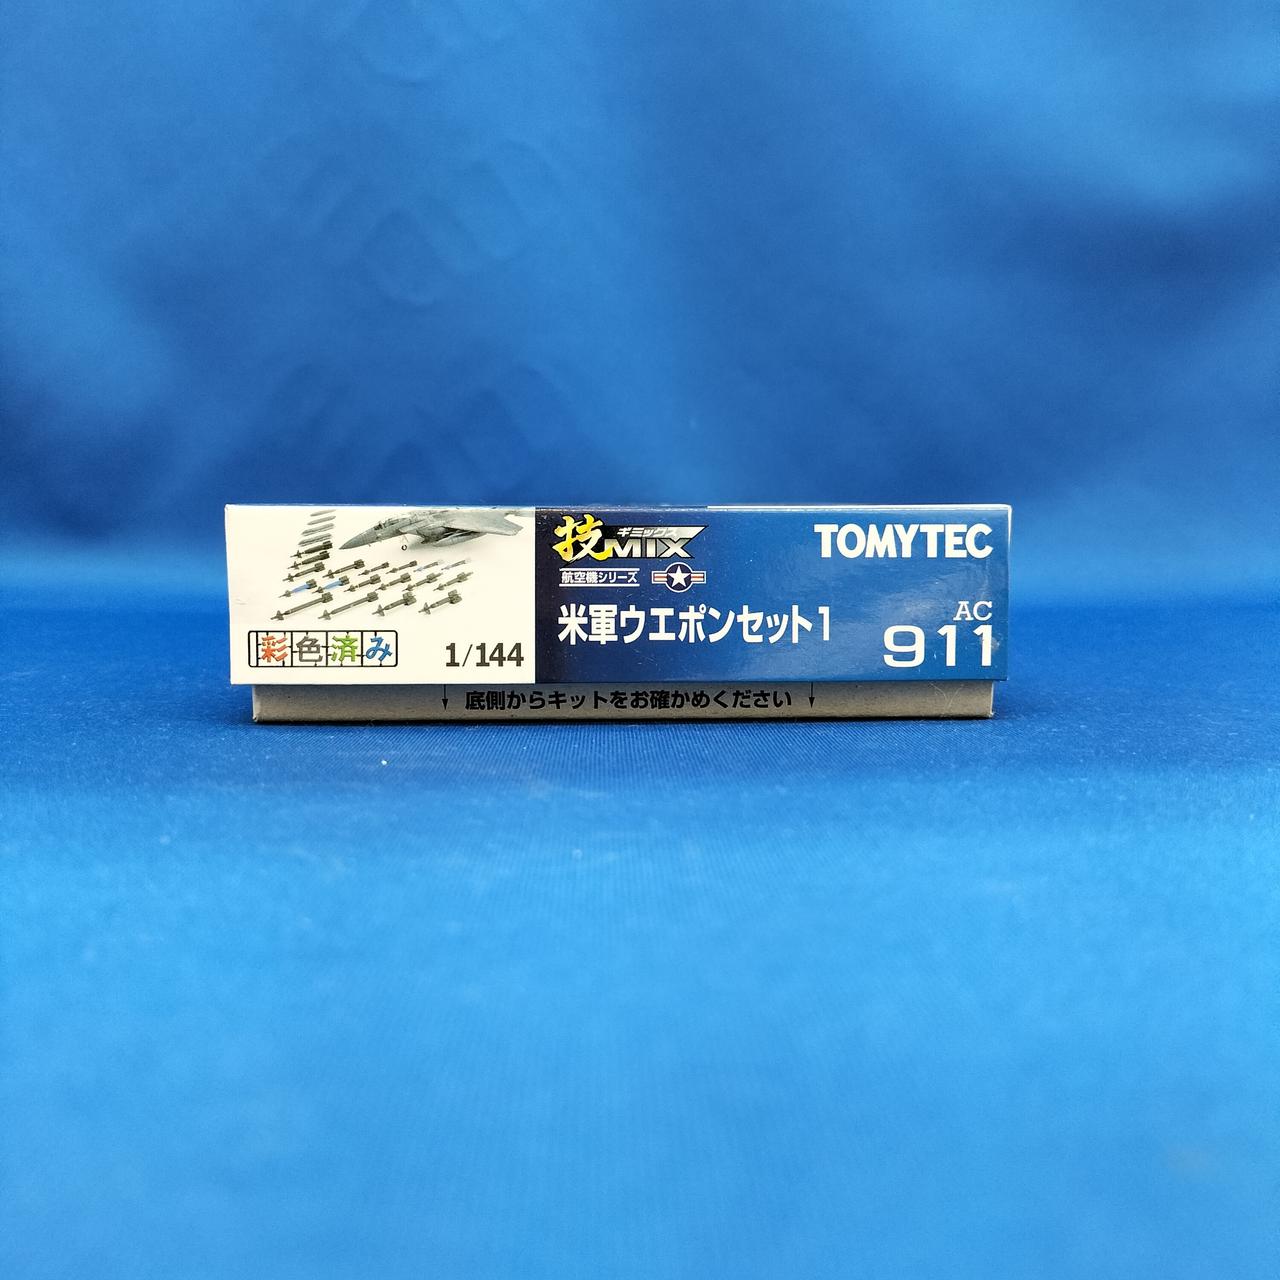 技MIX
ギミックス
航空機シリーズ
米軍ウエポンセット1
TOMYTEC
AC
911
彩色済み
1/144
↓ 底側からキットをお確かめください ↓